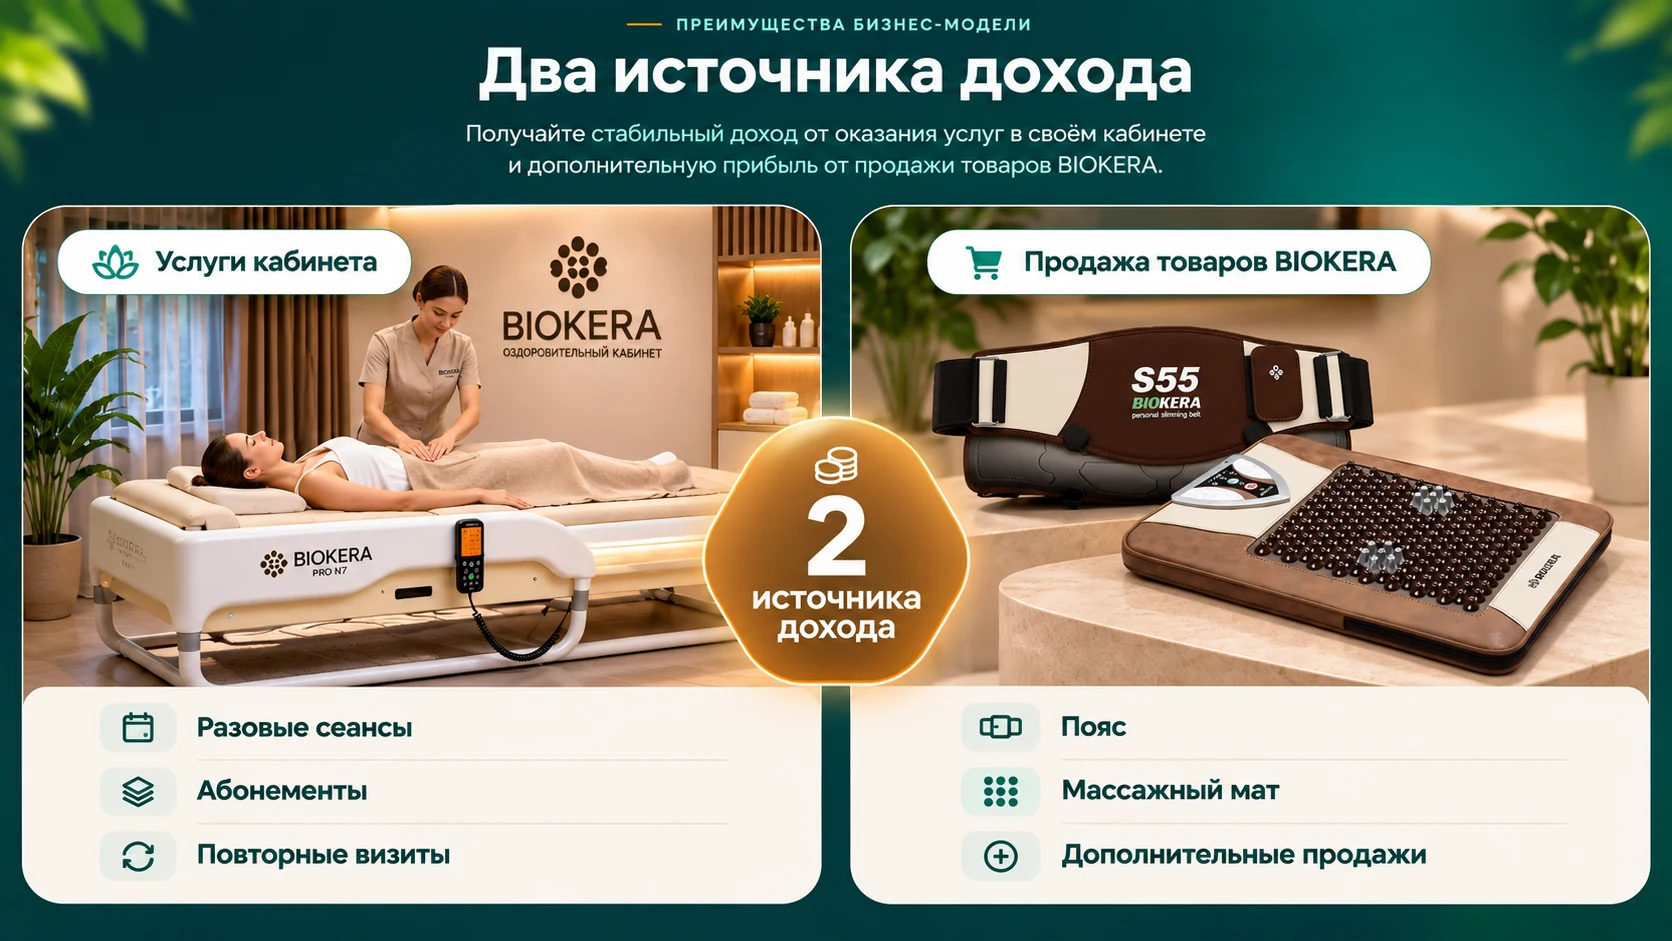 ПРЕИМУЩЕСТВА БИЗНЕС-МОДЕЛИ
Два источника дохода
Получайте стабильный доход от оказания услуг в своём кабинете
и дополнительную прибыль от продажи товаров BIOKERA.
Услуги кабинета
BIOKERA
ОЗДОРОВИТЕЛЬНЫЙ КАБИНЕТ
BIOKERA
PRO N7
Разовые сеансы
Абонементы
Повторные визиты
2
источника
дохода
Продажа товаров BIOKERA
S55
BIOKERA
personal slimming belt
BIOKERA
Пояс
Массажный мат
Дополнительные продажи